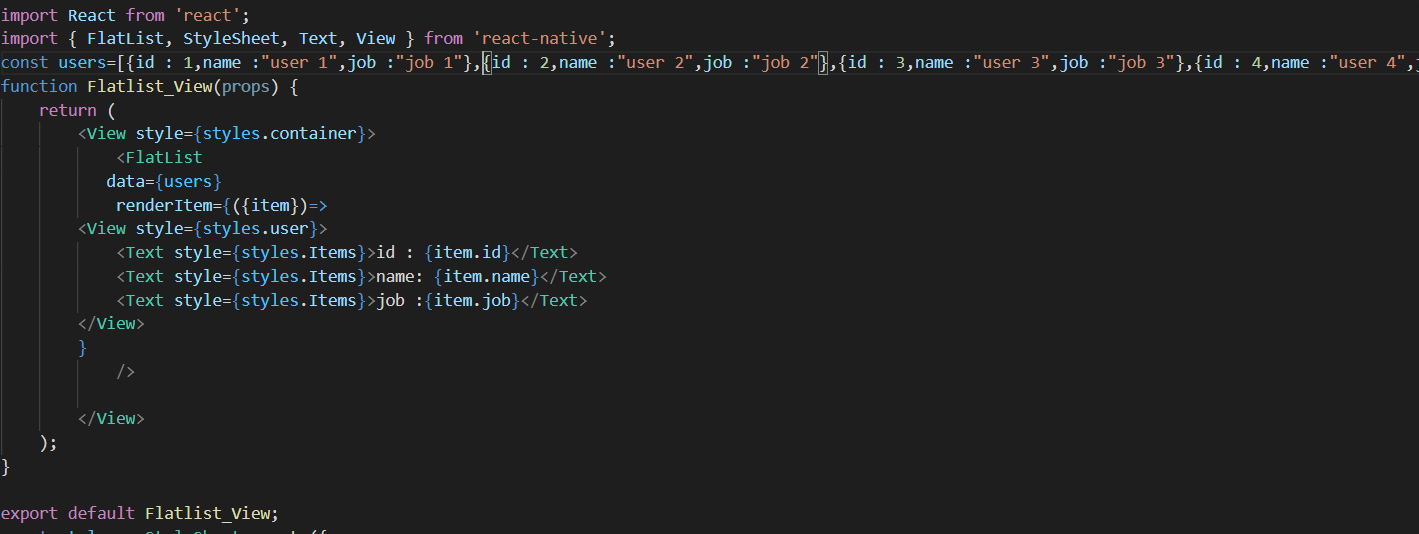 import React from 'react';
import { FlatList, StyleSheet, Text, View } from 'react-native';
const users=[{id : 1,name :"user 1",job :"job 1"},{id : 2,name :"user 2",job :"job 2"},{id : 3,name :"user 3",job :"job 3"},{id : 4,name :"user 4",
function Flatlist_View(props) {
    return (
        <View style={styles.container}>
            <FlatList
           data={users}
            renderItem={({item})=>
        <View style={styles.user}>
            <Text style={styles.Items}>id : {item.id}</Text>
            <Text style={styles.Items}>name: {item.name}</Text>
            <Text style={styles.Items}>job :{item.job}</Text>
        </View>
        }
            />
        </View>
    );
}
export default Flatlist_View;